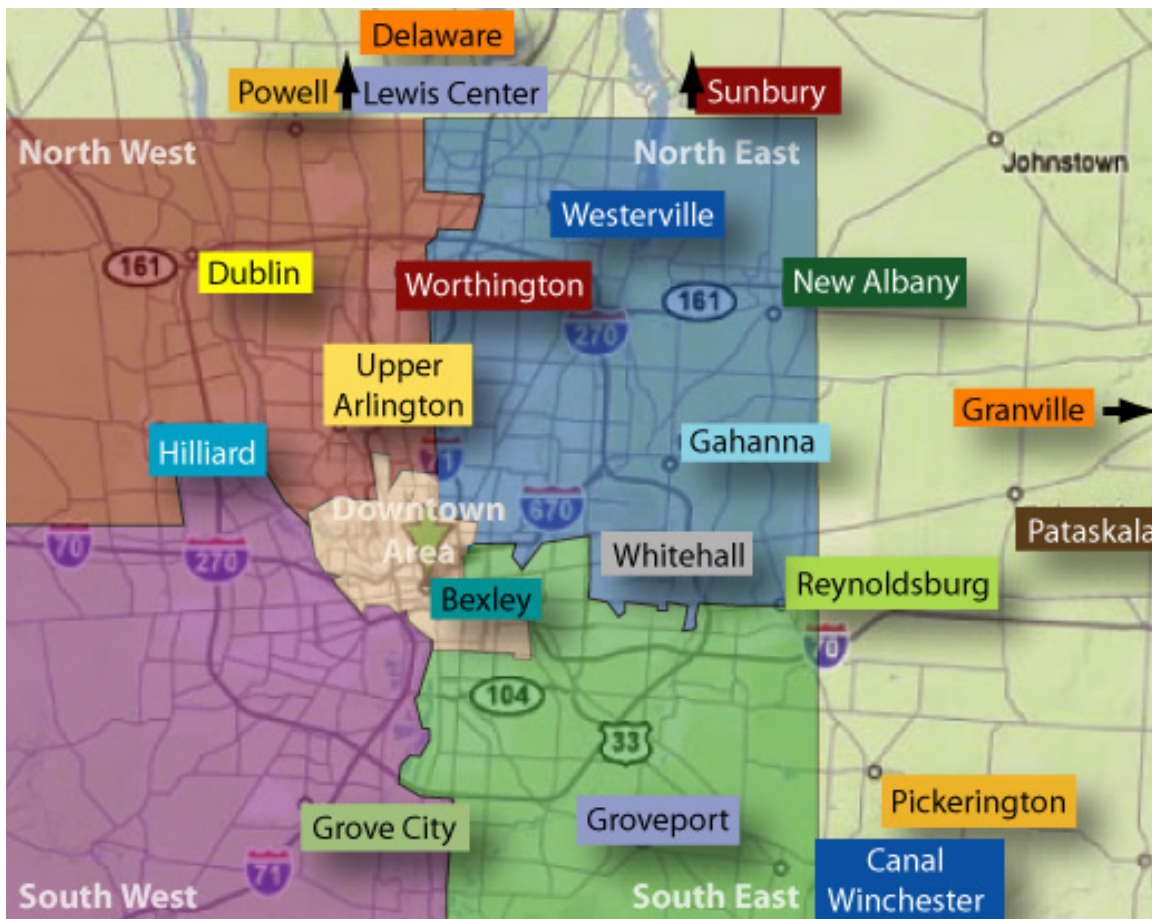 Delaware
Powell
Lewis Center
Sunbury
North West
North East
Johnstown
Westerville
161
Dublin
Worthington
270
161
New Albany
Upper
Arlington
Granville
Hilliard
71
Gahanna
Downtown
Area
670
70
270
Whitehall
Pataskala
Bexley
Reynoldsburg
70
104
33
Pickerington
Grove City
Groveport
71
Canal
Winchester
South West
South East